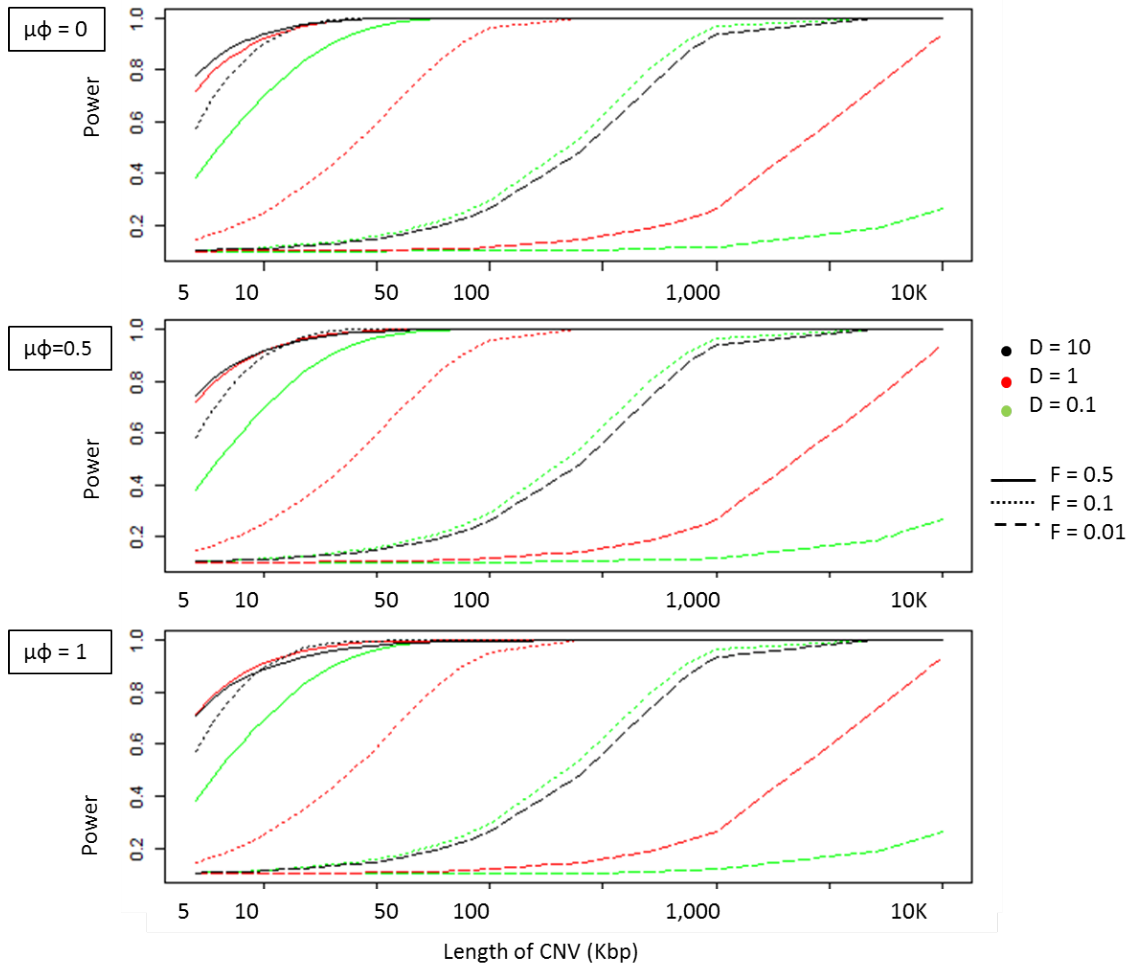 μφ = 0
Power
1.0
0.8
0.6
0.4
0.2
5 10 50 100 1,000 10K
μφ=0.5
Power
1.0
0.8
0.6
0.4
0.2
5 10 50 100 1,000 10K
D = 10
D = 1
D = 0.1
F = 0.5
F = 0.1
F = 0.01
μφ = 1
Power
1.0
0.8
0.6
0.4
0.2
5 10 50 100 1,000 10K
Length of CNV (Kbp)